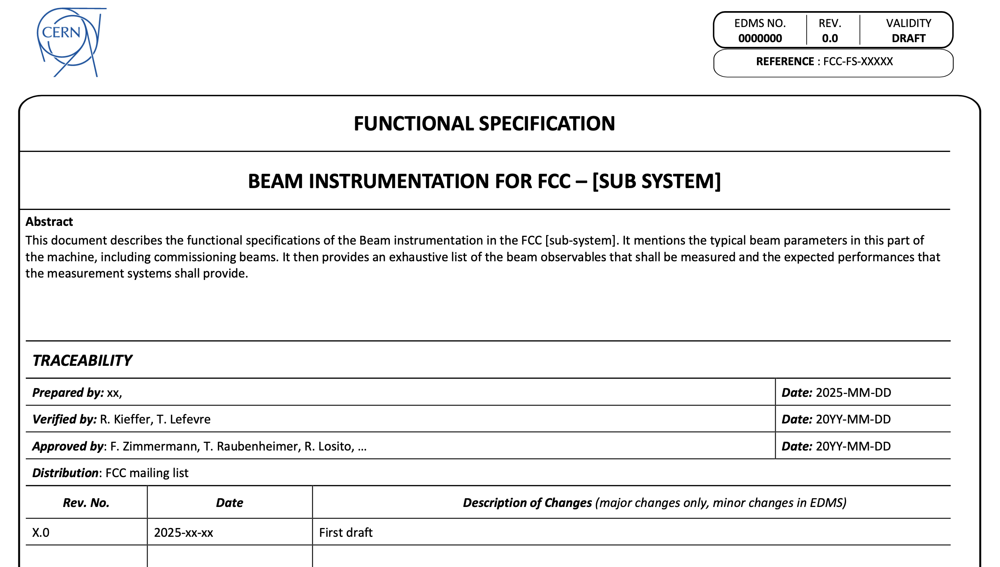 CERN
EDMS NO. REV. VALIDITY
0000000 0.0 DRAFT
REFERENCE : FCC-FS-XXXXX
FUNCTIONAL SPECIFICATION
BEAM INSTRUMENTATION FOR FCC – [SUB SYSTEM]
Abstract
This document describes the functional specifications of the Beam instrumentation in the FCC [sub-system]. It mentions the typical beam parameters in this part of
the machine, including commissioning beams. It then provides an exhaustive list of the beam observables that shall be measured and the expected performances that
the measurement systems shall provide.
TRACEABILITY
Prepared by: xx, Date: 2025-MM-DD
Verified by: R. Kieffer, T. Lefevre Date: 20YY-MM-DD
Approved by: F. Zimmermann, T. Raubenheimer, R. Losito, ... Date: 20YY-MM-DD
Distribution: FCC mailing list
Rev. No. Date Description of Changes (major changes only, minor changes in EDMS)
X.0 2025-xx-xx First draft